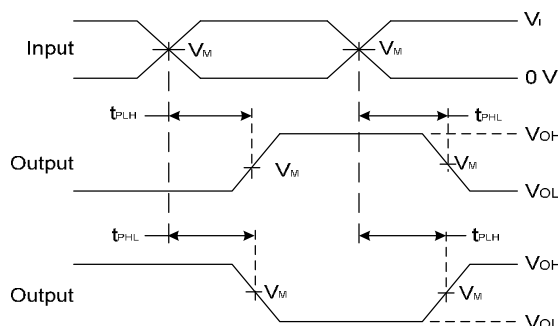 VI
Input
VM
VM
0 V
tPLH
tPHL
VOH
Output
VM
VM
VOL
tPHL
tPLH
VOH
Output
VM
VM
VOL